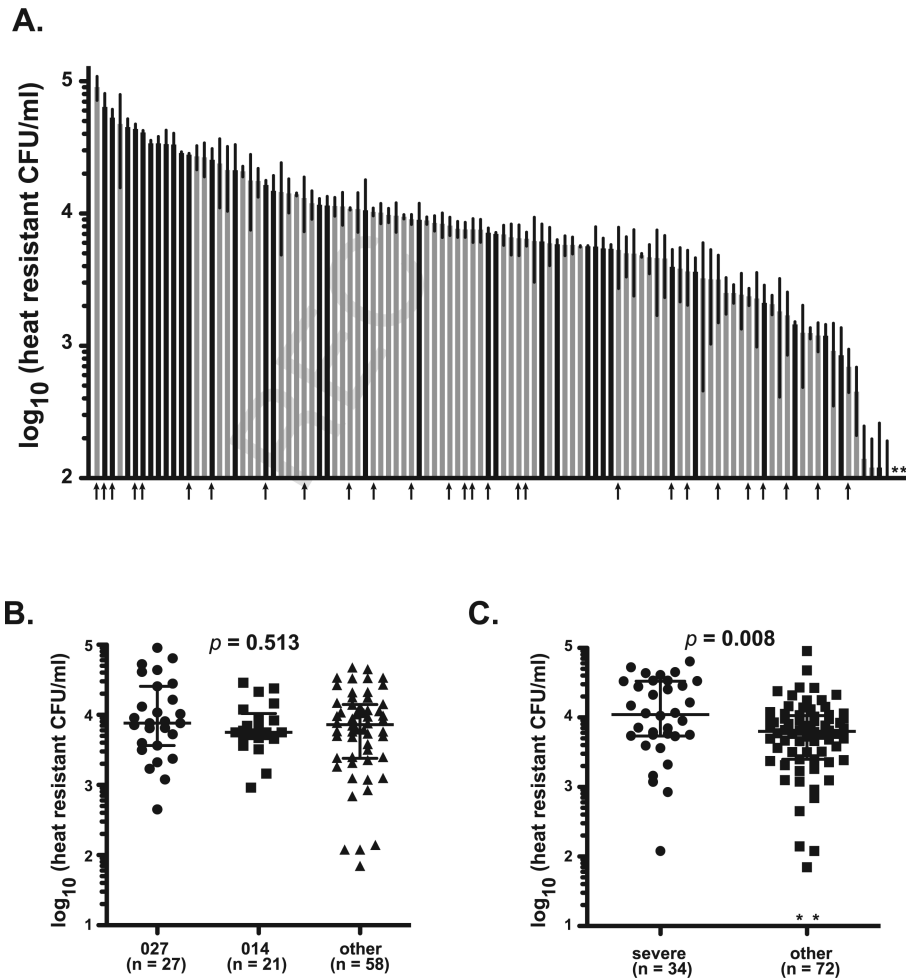 A.
log10 (heat resistant CFU/ml)
5
4
3
2
**
B.
p = 0.513
log10 (heat resistant CFU/ml)
5
4
3
2
1
027
(n = 27)
014
(n = 21)
other
(n = 58)
C.
p = 0.008
log10 (heat resistant CFU/ml)
5
4
3
2
1
* *
severe
(n = 34)
other
(n = 72)